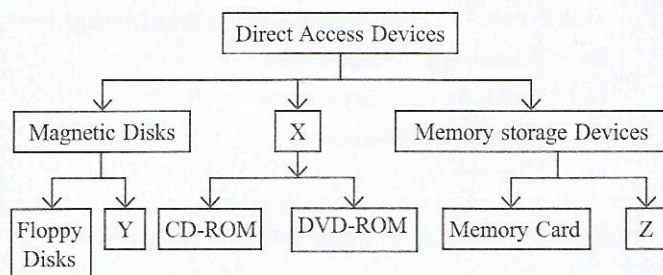 Direct Access Devices
Magnetic Disks
X
Memory storage Devices
Floppy
Disks
Y
CD-ROM
DVD-ROM
Memory Card
Z